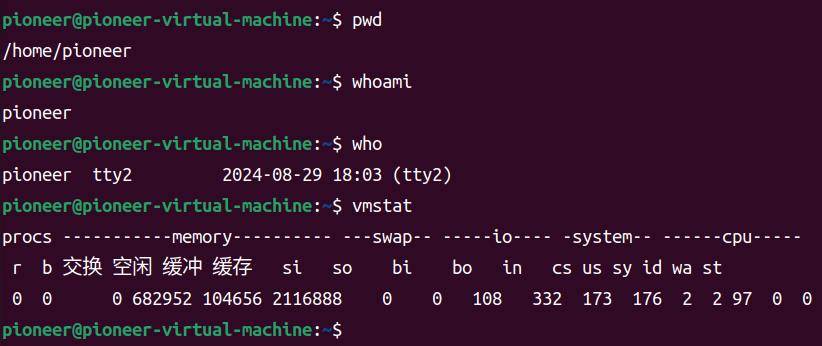 pioneer@pioneer-virtual-machine:~$ pwd
/home/pioneer
pioneer@pioneer-virtual-machine:~$ whoami
pioneer
pioneer@pioneer-virtual-machine:~$ who
pioneer  tty2         2024-08-29 18:03 (tty2)
pioneer@pioneer-virtual-machine:~$ vmstat
procs -----------memory---------- ---swap-- -----io---- -system-- ------cpu-----
 r  b 交换 空闲 缓冲 缓存   si   so    bi    bo   in   cs us sy id wa st
 0  0      0 682952 104656 2116888    0    0   108   332  173  176  2  2 97  0  0
pioneer@pioneer-virtual-machine:~$